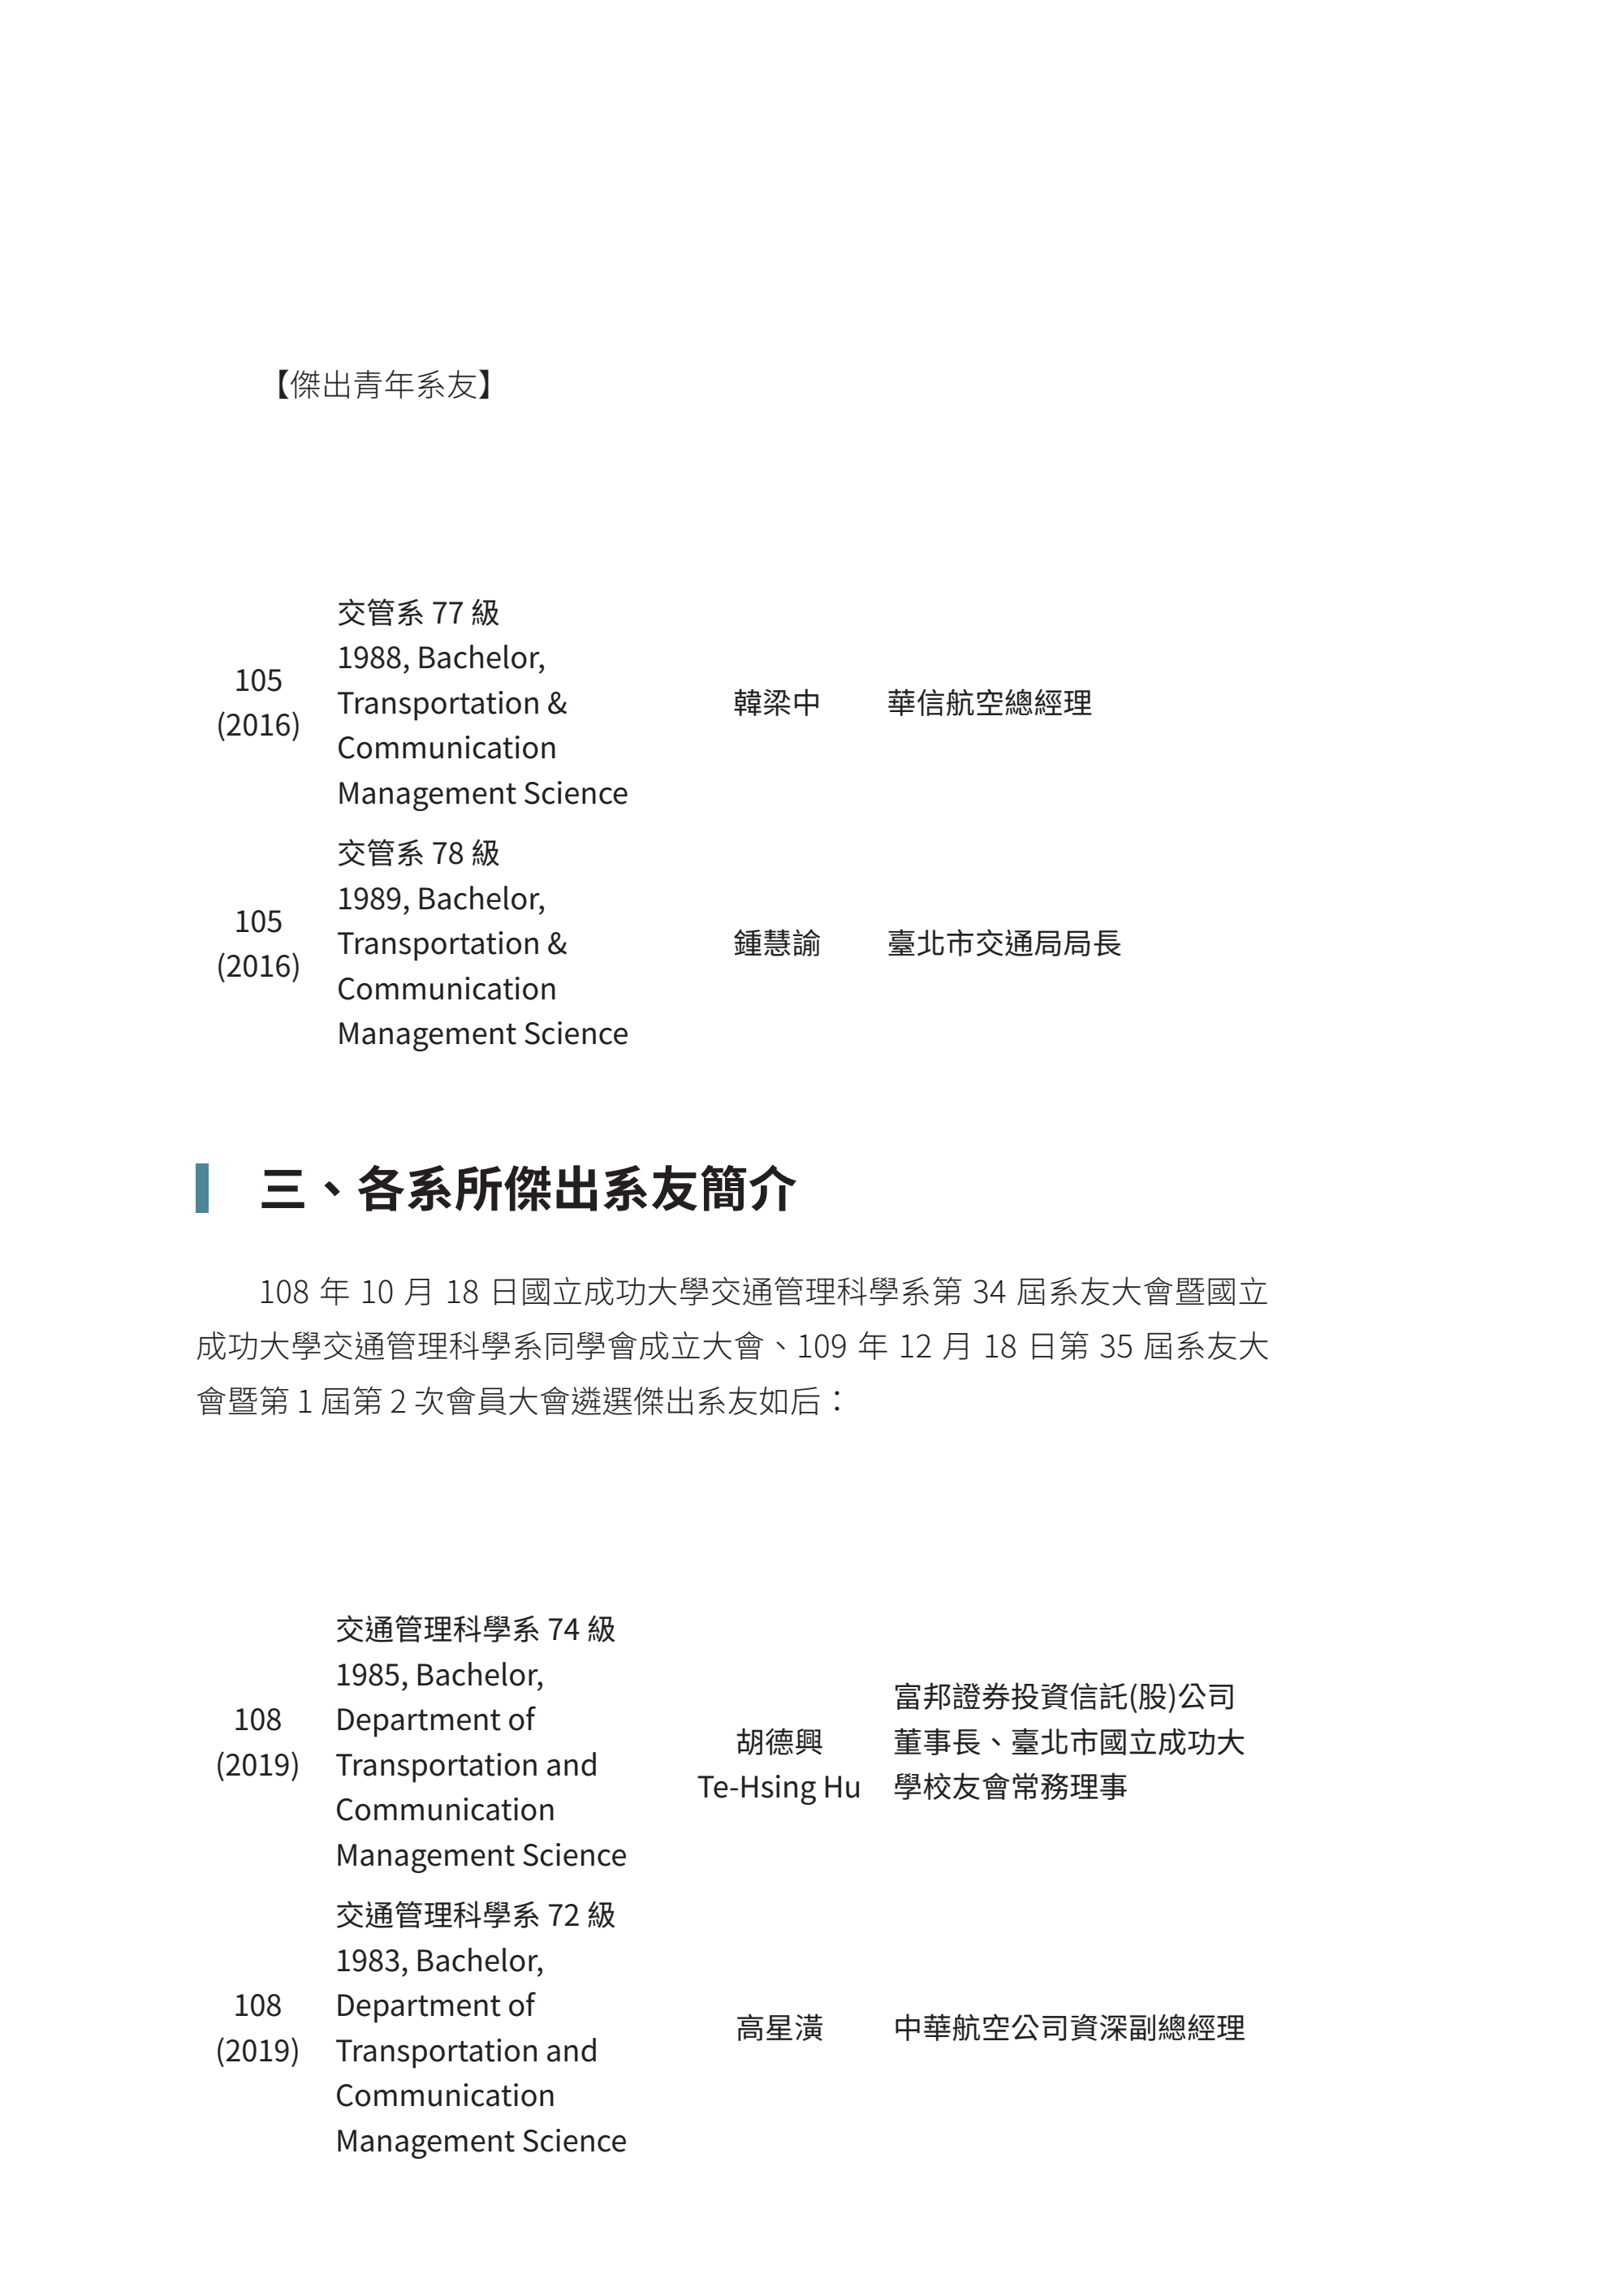 【傑出青年系友】
105
(2016)
交管系 77 級
1988, Bachelor,
Transportation &
Communication
Management Science
韓梁中
華信航空總經理
105
(2016)
交管系 78 級
1989, Bachelor,
Transportation &
Communication
Management Science
鍾慧諭
臺北市交通局局長
三、各系所傑出系友簡介
108 年 10 月 18 日國立成功大學交通管理科學系第 34 屆系友大會暨國立
成功大學交通管理科學系同學會成立大會、109 年 12 月 18 日第 35 屆系友大
會暨第 1 屆第 2 次會員大會遴選傑出系友如后：
108
(2019)
交通管理科學系 74 級
1985, Bachelor,
Department of
Transportation and
Communication
Management Science
胡德興
Te-Hsing Hu
富邦證券投資信託(股)公司
董事長、臺北市國立成功大
學校友會常務理事
108
(2019)
交通管理科學系 72 級
1983, Bachelor,
Department of
Transportation and
Communication
Management Science
高星潢
中華航空公司資深副總經理